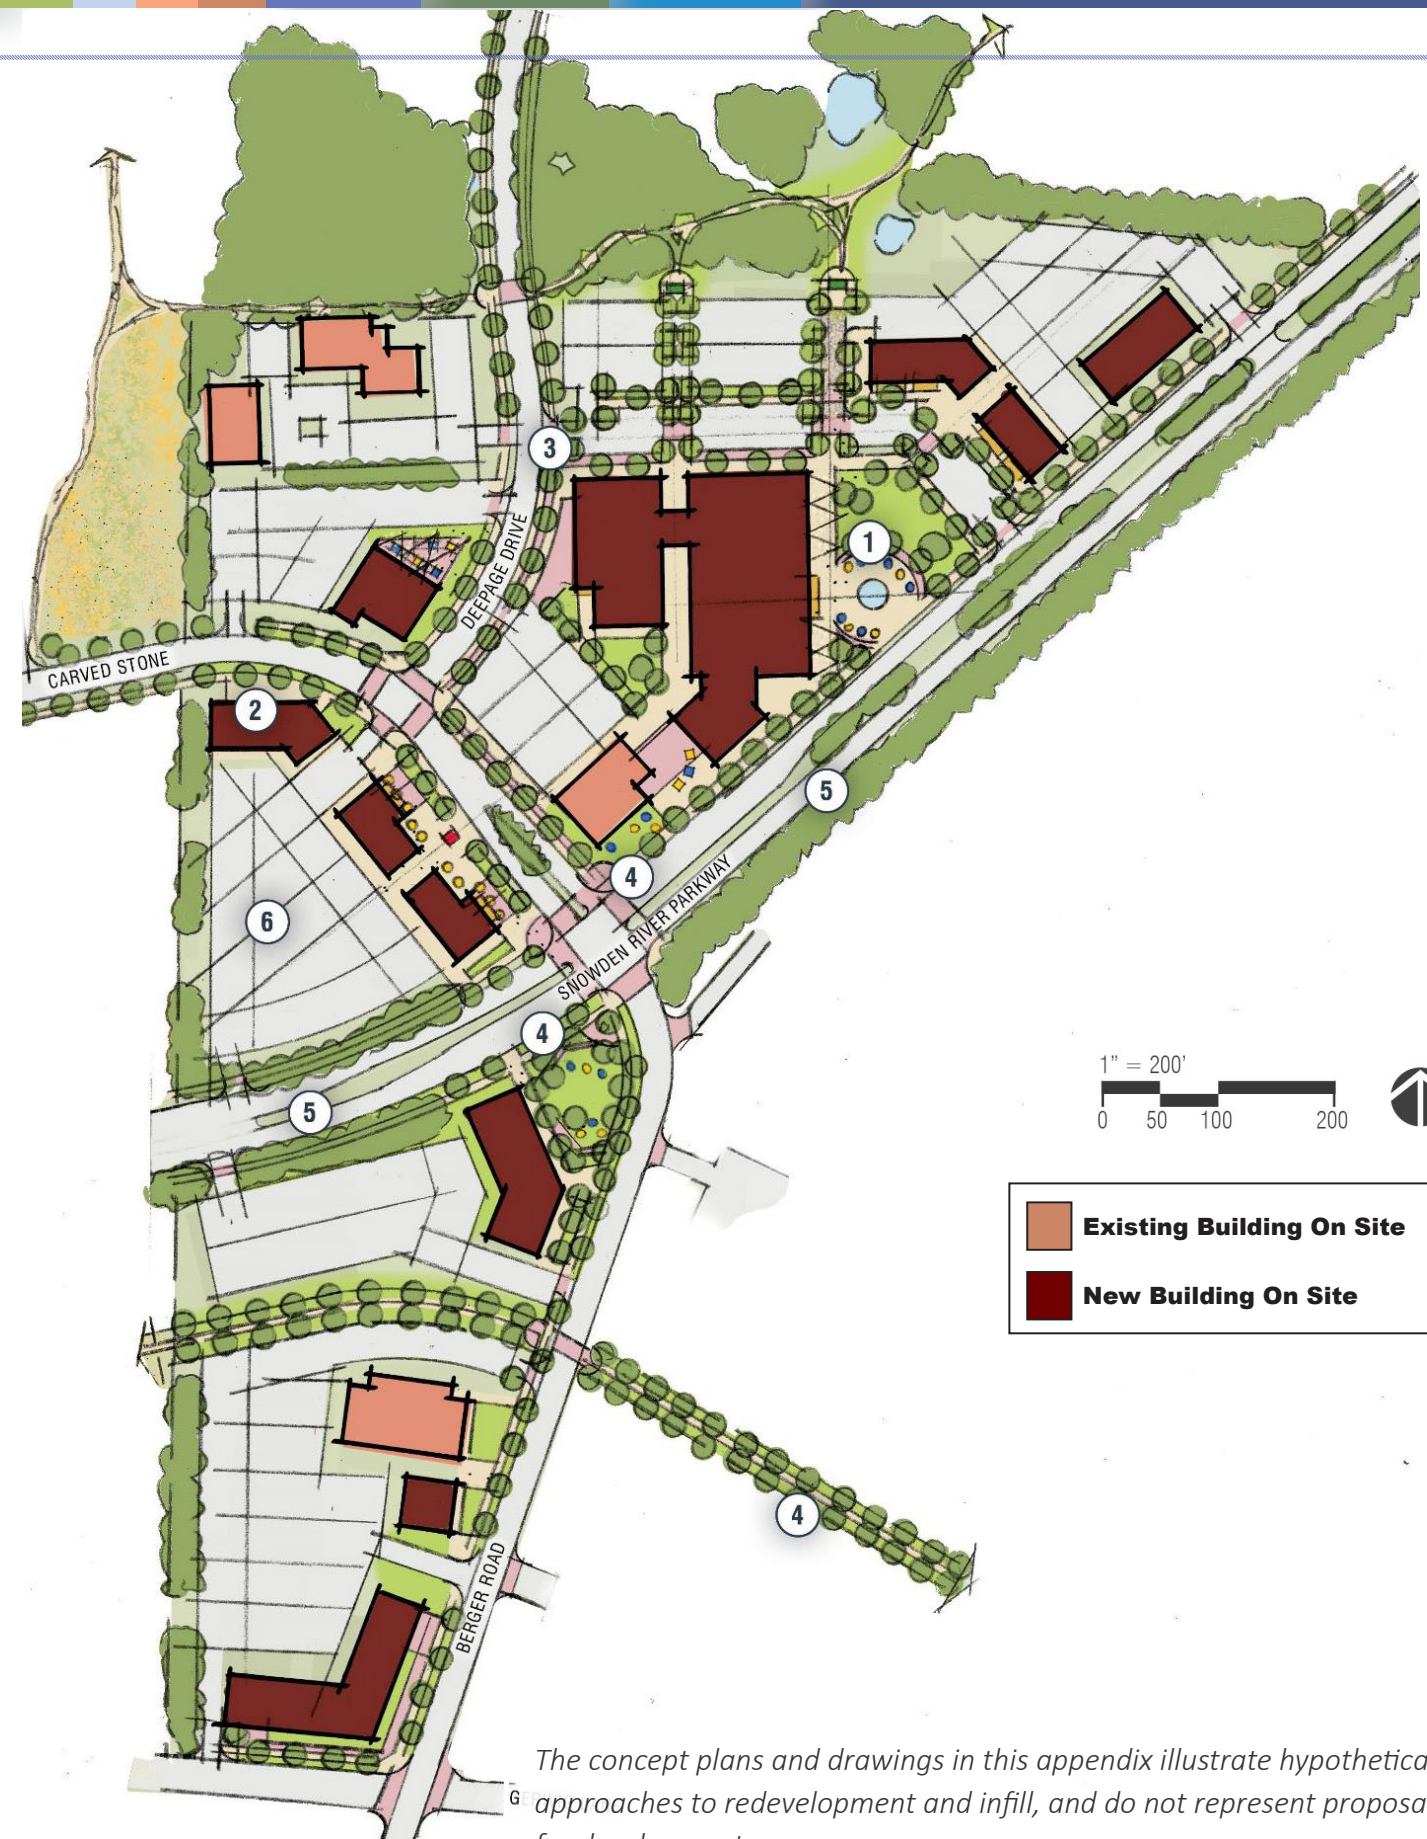 3
1
DEEPAGE DRIVE
CARVED STONE
2
5
4
SNOWDEN RIVER PARKWAY
6
4
5
1" = 200'
0 50 100 200
Existing Building On Site
New Building On Site
4
BERGER ROAD
The concept plans and drawings in this appendix illustrate hypothetica
approaches to redevelopment and infill, and do not represent proposa